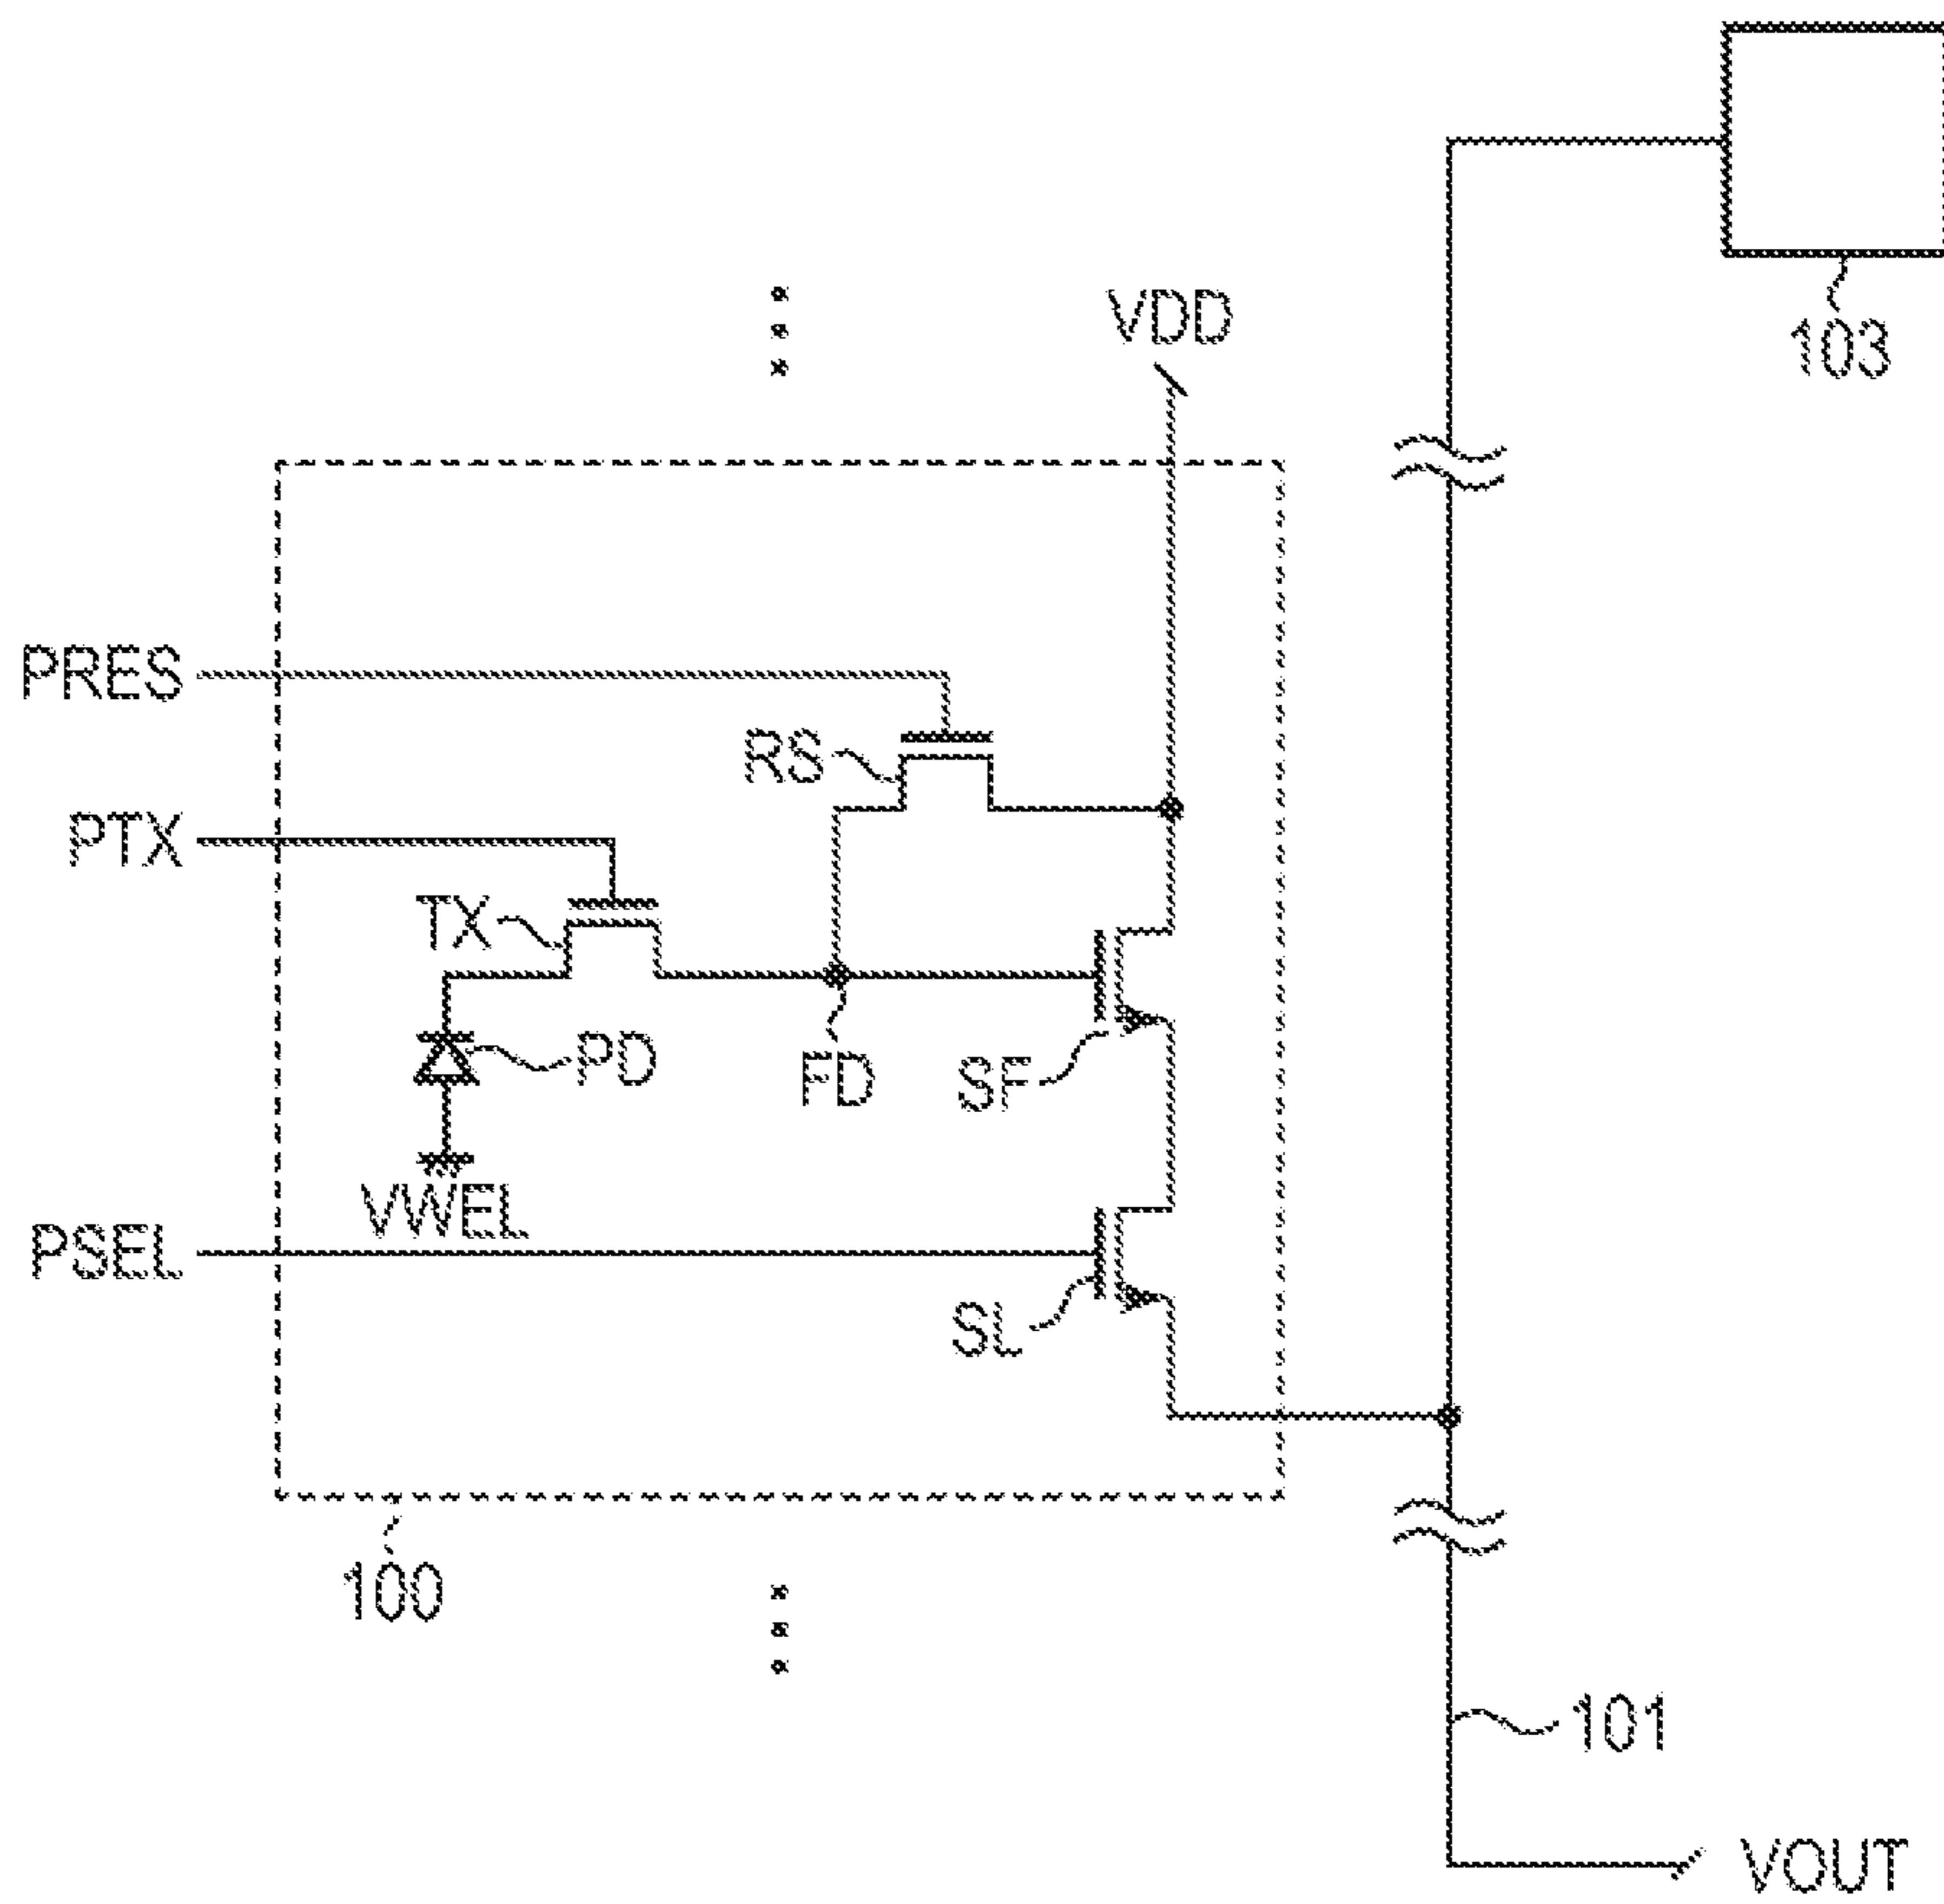 VDD
103
PRES
RS
PTX
TX
PD
FD
SF
VWEL
PSEL
SL
100
101
VOUT